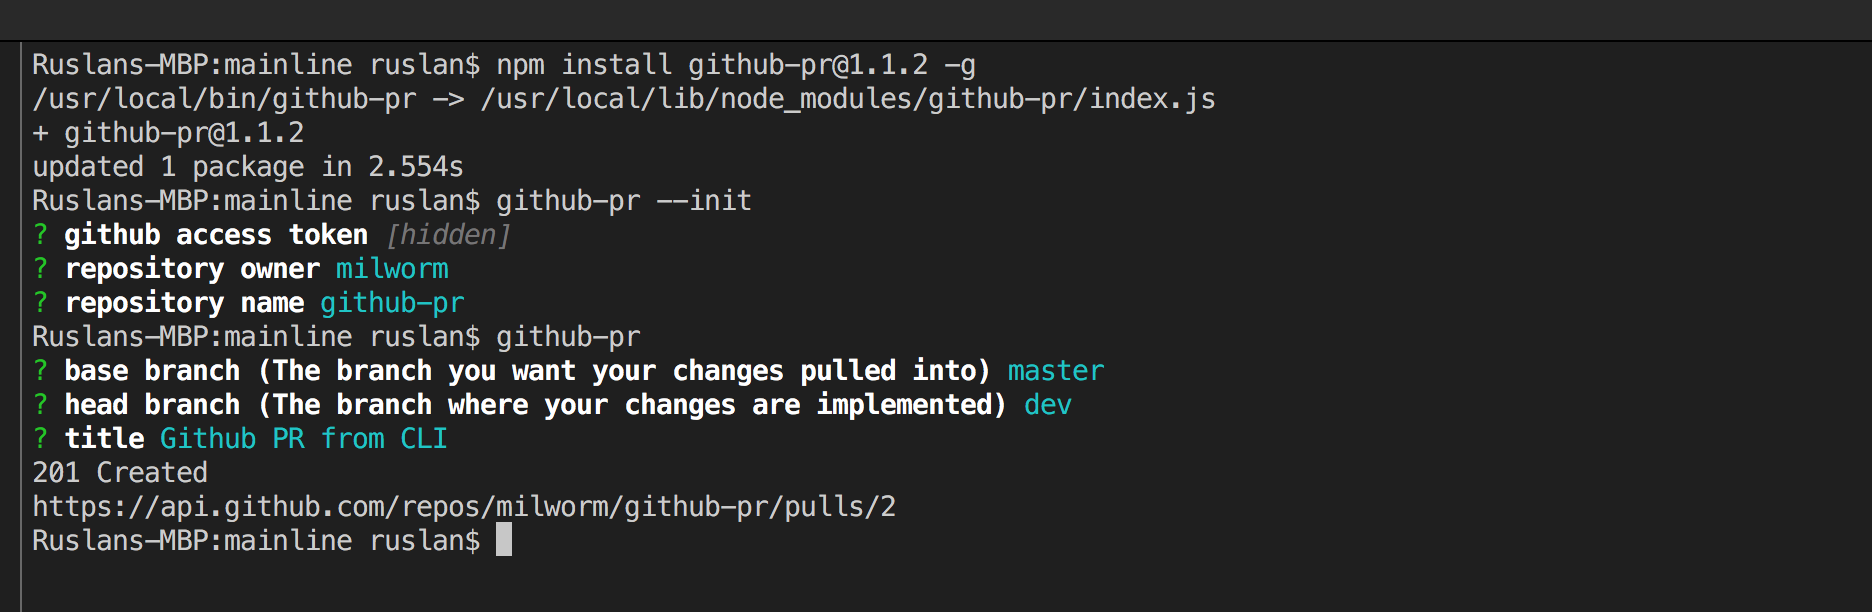 Ruslans-MBP:mainline ruslan$ npm install github-pr@1.1.2 -g
/usr/local/bin/github-pr -> /usr/local/lib/node_modules/github-pr/index.js
+ github-pr@1.1.2
updated 1 package in 2.554s
Ruslans-MBP:mainline ruslan$ github-pr --init
? github access token [hidden]
? repository owner milworm
? repository name github-pr
Ruslans-MBP:mainline ruslan$ github-pr
? base branch (The branch you want your changes pulled into) master
? head branch (The branch where your changes are implemented) dev
? title Github PR from CLI
201 Created
https://api.github.com/repos/milworm/github-pr/pulls/2
Ruslans-MBP:mainline ruslan$